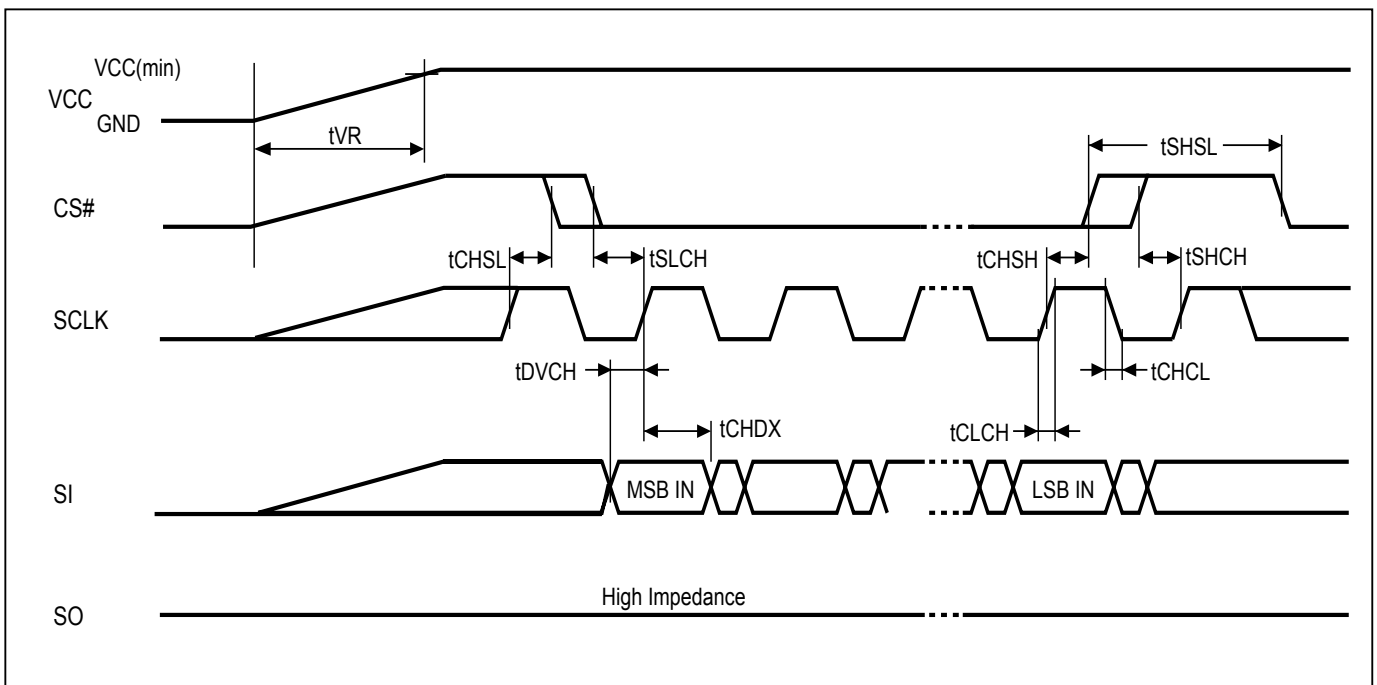 VCC(min)
VCC
GND
tVR
tSHSL
CS#
tCHSL
tSLCH
tCHSH
tSHCH
SCLK
tDVCH
tCHCL
tCHDX
tCLCH
SI
MSB IN
LSB IN
High Impedance
SO